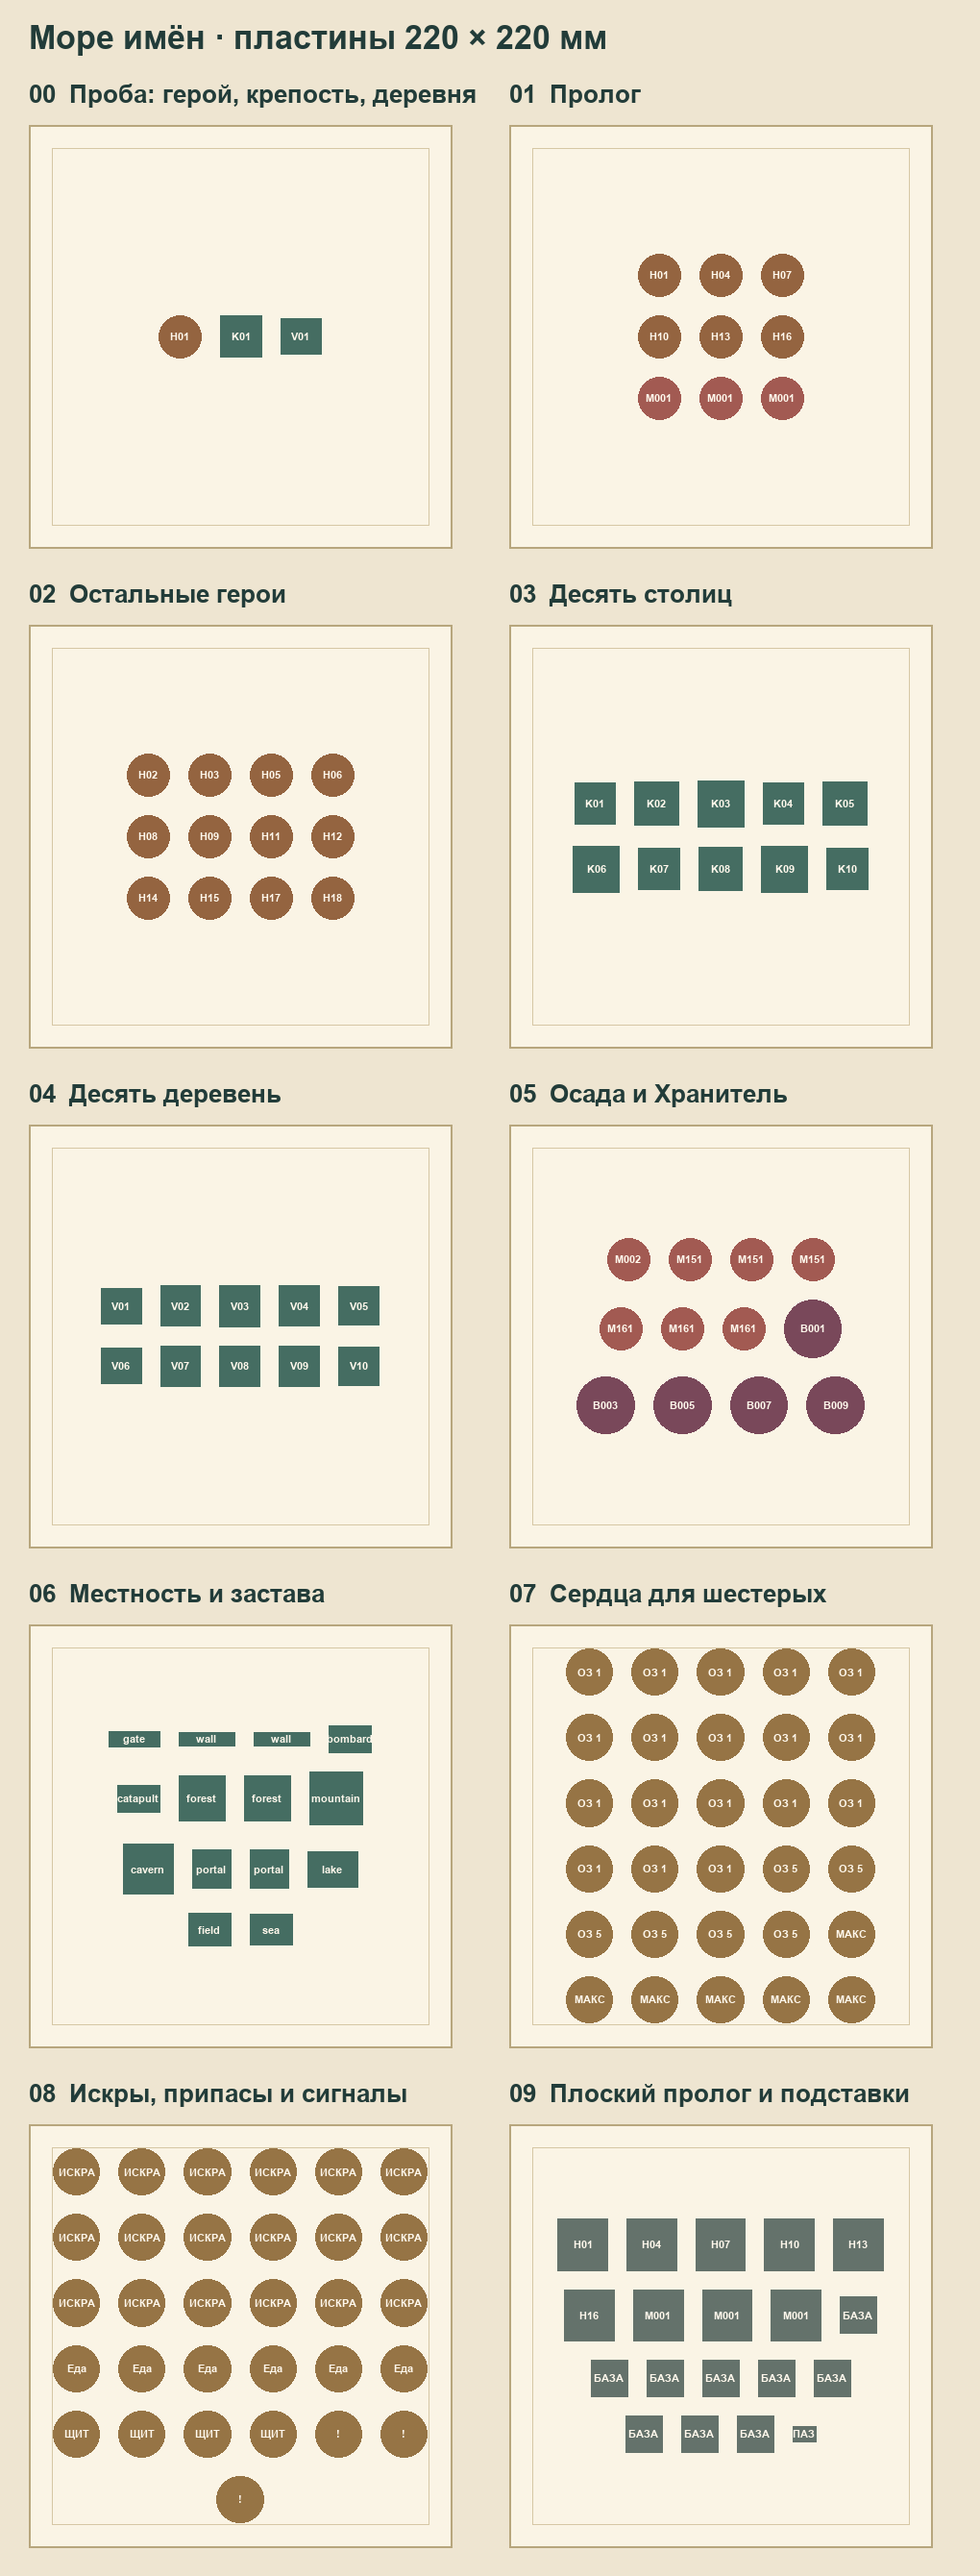 Море имён · пластины 220 × 220 мм
00 Проба: герой, крепость, деревня
H01 K01 V01
01 Пролог
H01 H04 H07
H10 H13 H16
M001 M001 M001
02 Остальные герои
H02 H03 H05 H06
H08 H09 H11 H12
H14 H15 H17 H18
03 Десять столиц
K01 K02 K03 K04 K05
K06 K07 K08 K09 K10
04 Десять деревень
V01 V02 V03 V04 V05
V06 V07 V08 V09 V10
05 Осада и Хранитель
M002 M151 M151 M151
M161 M161 M161 B001
B003 B005 B007 B009
06 Местность и застава
gate wall wall bombard
catapult forest forest mountain
cavern portal portal lake
field sea
07 Сердца для шестерых
ОЗ 1 ОЗ 1 ОЗ 1 ОЗ 1 ОЗ 1
ОЗ 1 ОЗ 1 ОЗ 1 ОЗ 1 ОЗ 1
ОЗ 1 ОЗ 1 ОЗ 1 ОЗ 1 ОЗ 1
ОЗ 1 ОЗ 1 ОЗ 1 ОЗ 5 ОЗ 5
ОЗ 5 ОЗ 5 ОЗ 5 ОЗ 5 МАКС
МАКС МАКС МАКС МАКС МАКС
08 Искры, припасы и сигналы
ИСКРА ИСКРА ИСКРА ИСКРА ИСКРА ИСКРА
ИСКРА ИСКРА ИСКРА ИСКРА ИСКРА ИСКРА
ИСКРА ИСКРА ИСКРА ИСКРА ИСКРА ИСКРА
Еда Еда Еда Еда Еда Еда
ЩИТ ЩИТ ЩИТ ЩИТ ! !
!
09 Плоский пролог и подставки
H01 H04 H07 H10 H13
H16 M001 M001 M001 БАЗА
БАЗА БАЗА БАЗА БАЗА БАЗА
БАЗА БАЗА БАЗА ПАЗ